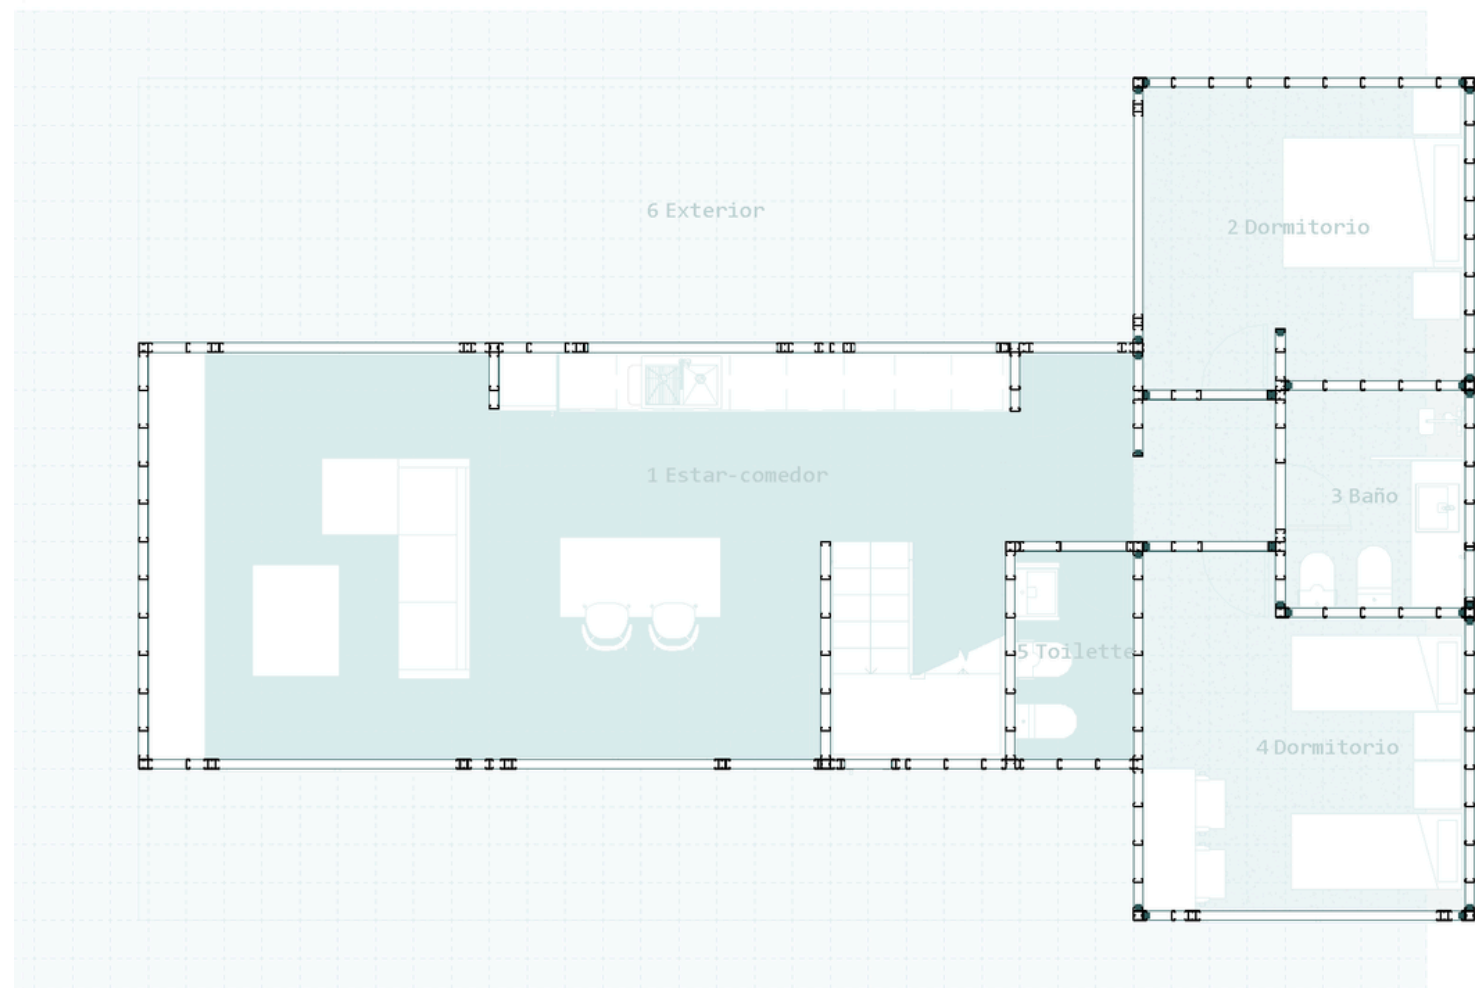 6 Exterior
2 Dormitorio
1 Estar-comedor
3 Baño
5 Toilette
4 Dormitorio